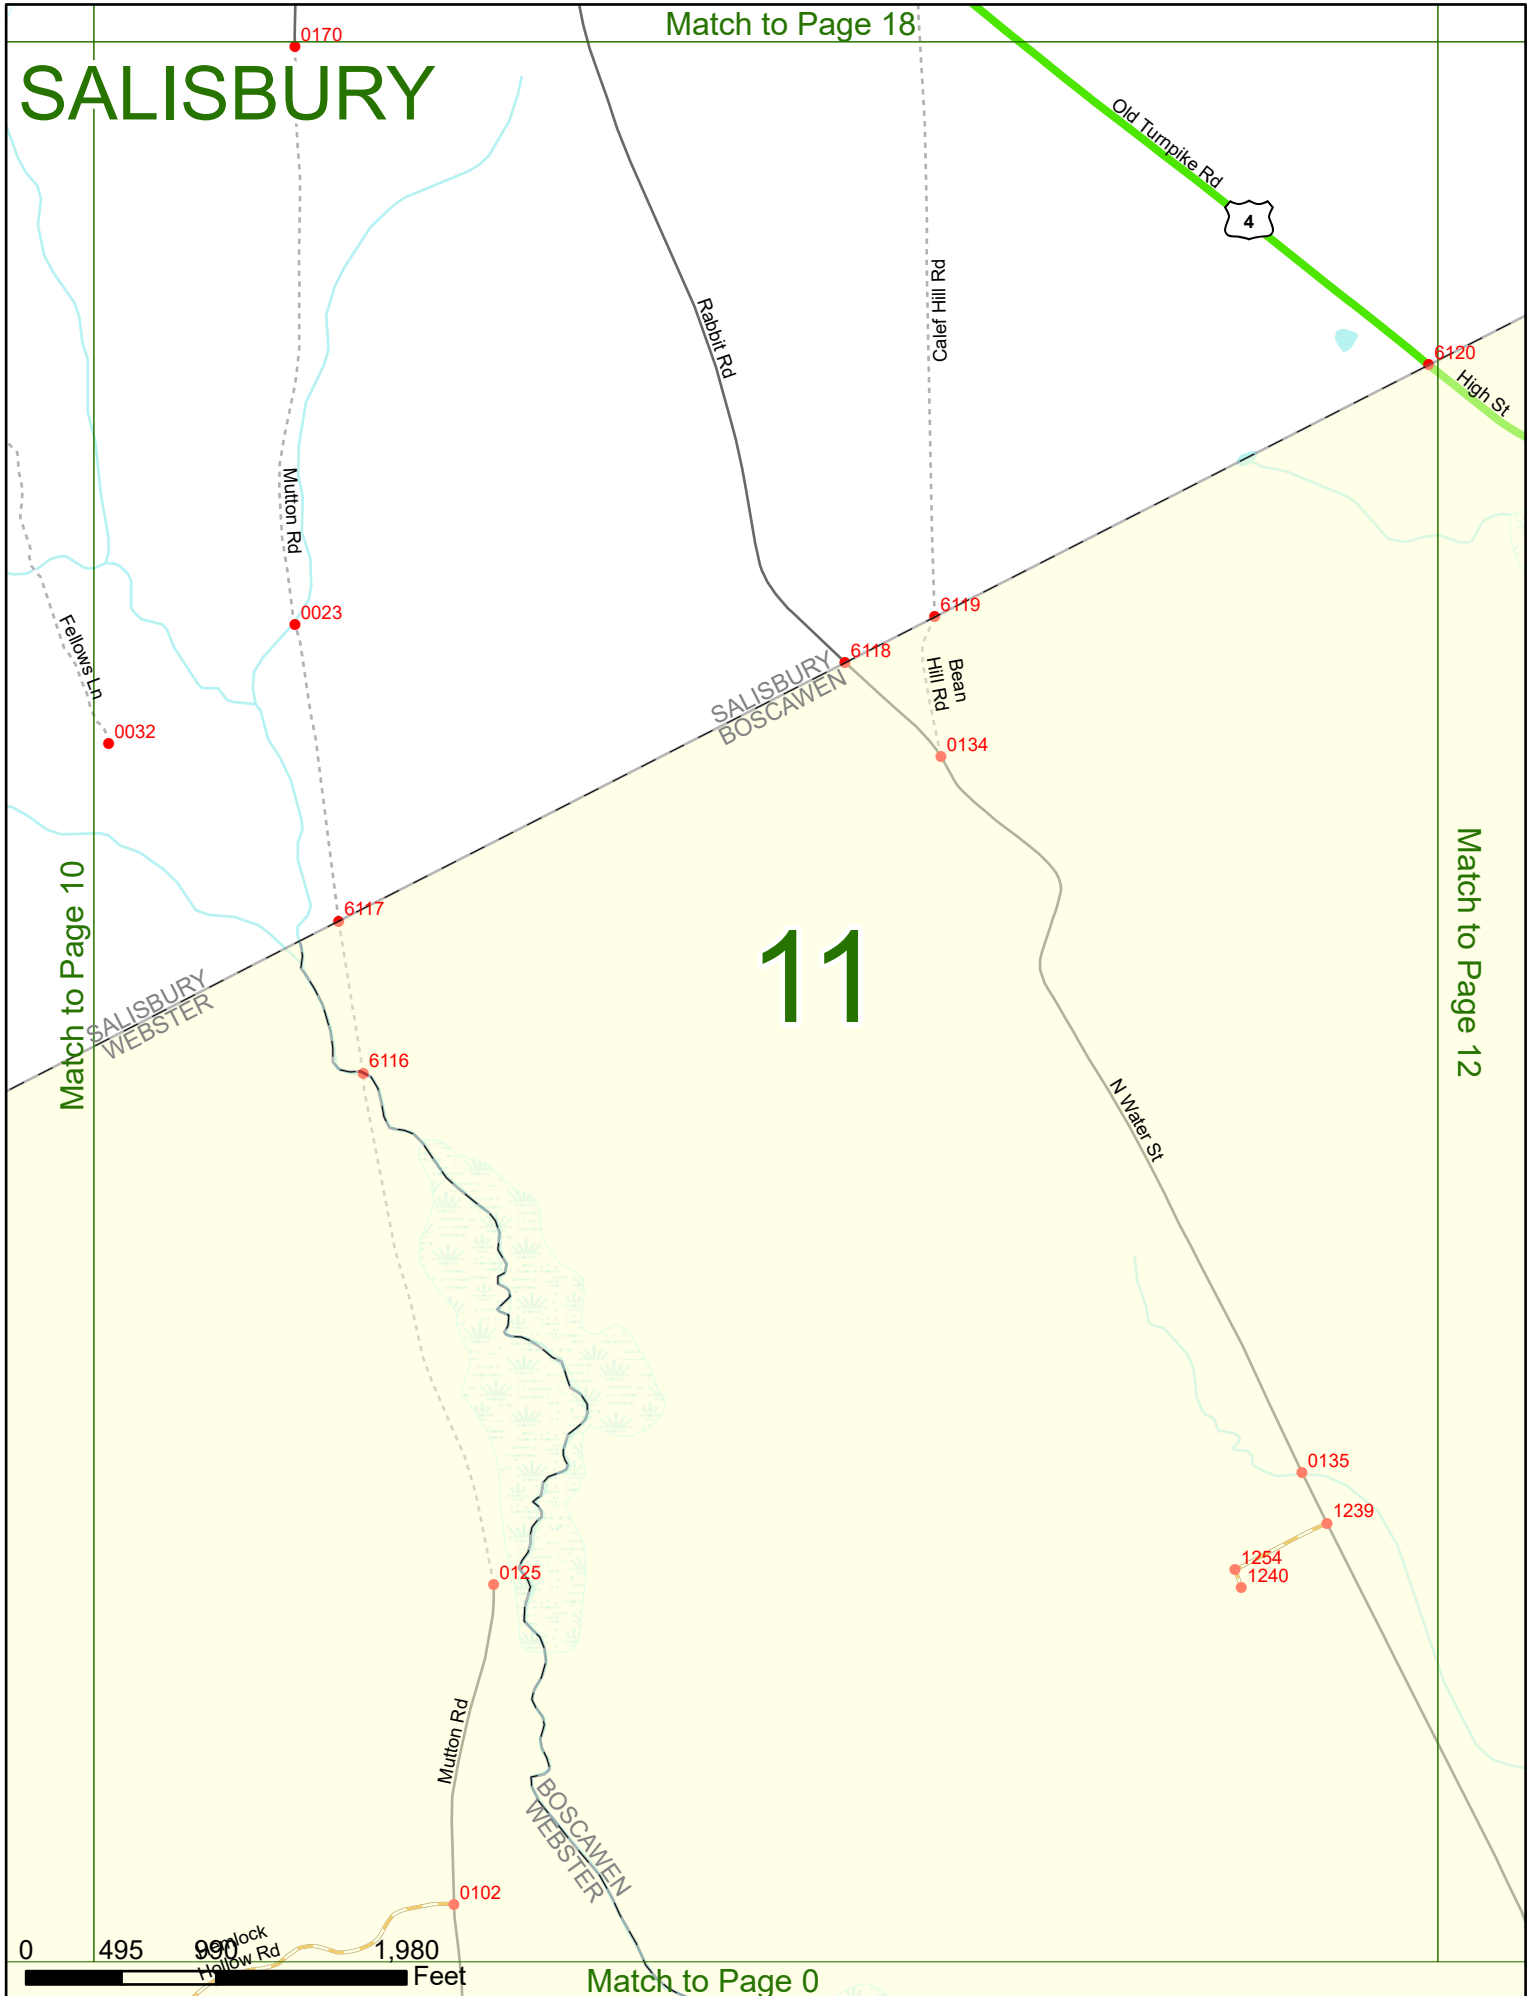 Match to Page 18
0170
SALISBURY
Old Turnpike Rd
4
Calef Hill Rd
Rabbit Rd
6120
High St
Mutton Rd
0023
6119
Fellows Ln
6118
Bean
Hill Rd
SALISBURY
BOSCAWEN
0032
0134
Match to Page 10
Match to Page 12
6117
11
SALISBURY
WEBSTER
6116
N Water St
0135
1239
1254
1240
0125
Mutton Rd
BOSCAWEN
WEBSTER
0102
Hemlock
Hollow Rd
0 495 990 1,980
Feet
Match to Page 0